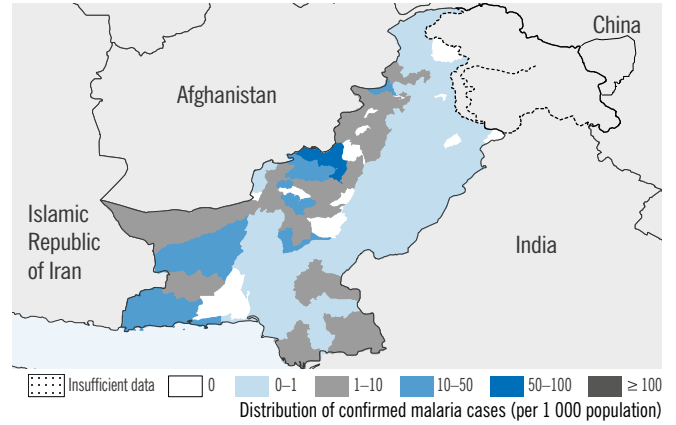 China
Afghanistan
Islamic
Republic
of Iran
India
Insufficient data 0 0–1 1–10 10–50 50–100 ≥ 100
Distribution of confirmed malaria cases (per 1 000 population)